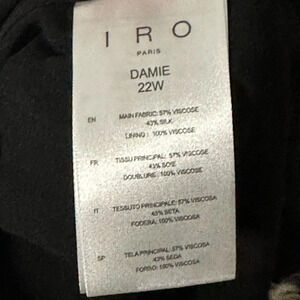 IRO
PARIS
DAMIE
22W
EN MAIN FABRIC: 57% VISCOSE
43% SILK
LINING : 100% VISCOSE
FR TISSU PRINCIPAL: 57% VISCOSE
43% SOIE
DOUBLURE : 100% VISCOSE
IT TESSUTO PRINCIPALE: 57% VISCOSA
43% SETA
FODERA: 100% VISCOSA
SP TELA PRINCIPAL: 57% VISCOSA
43% SEDA
FORRO: 100% VISCOSA